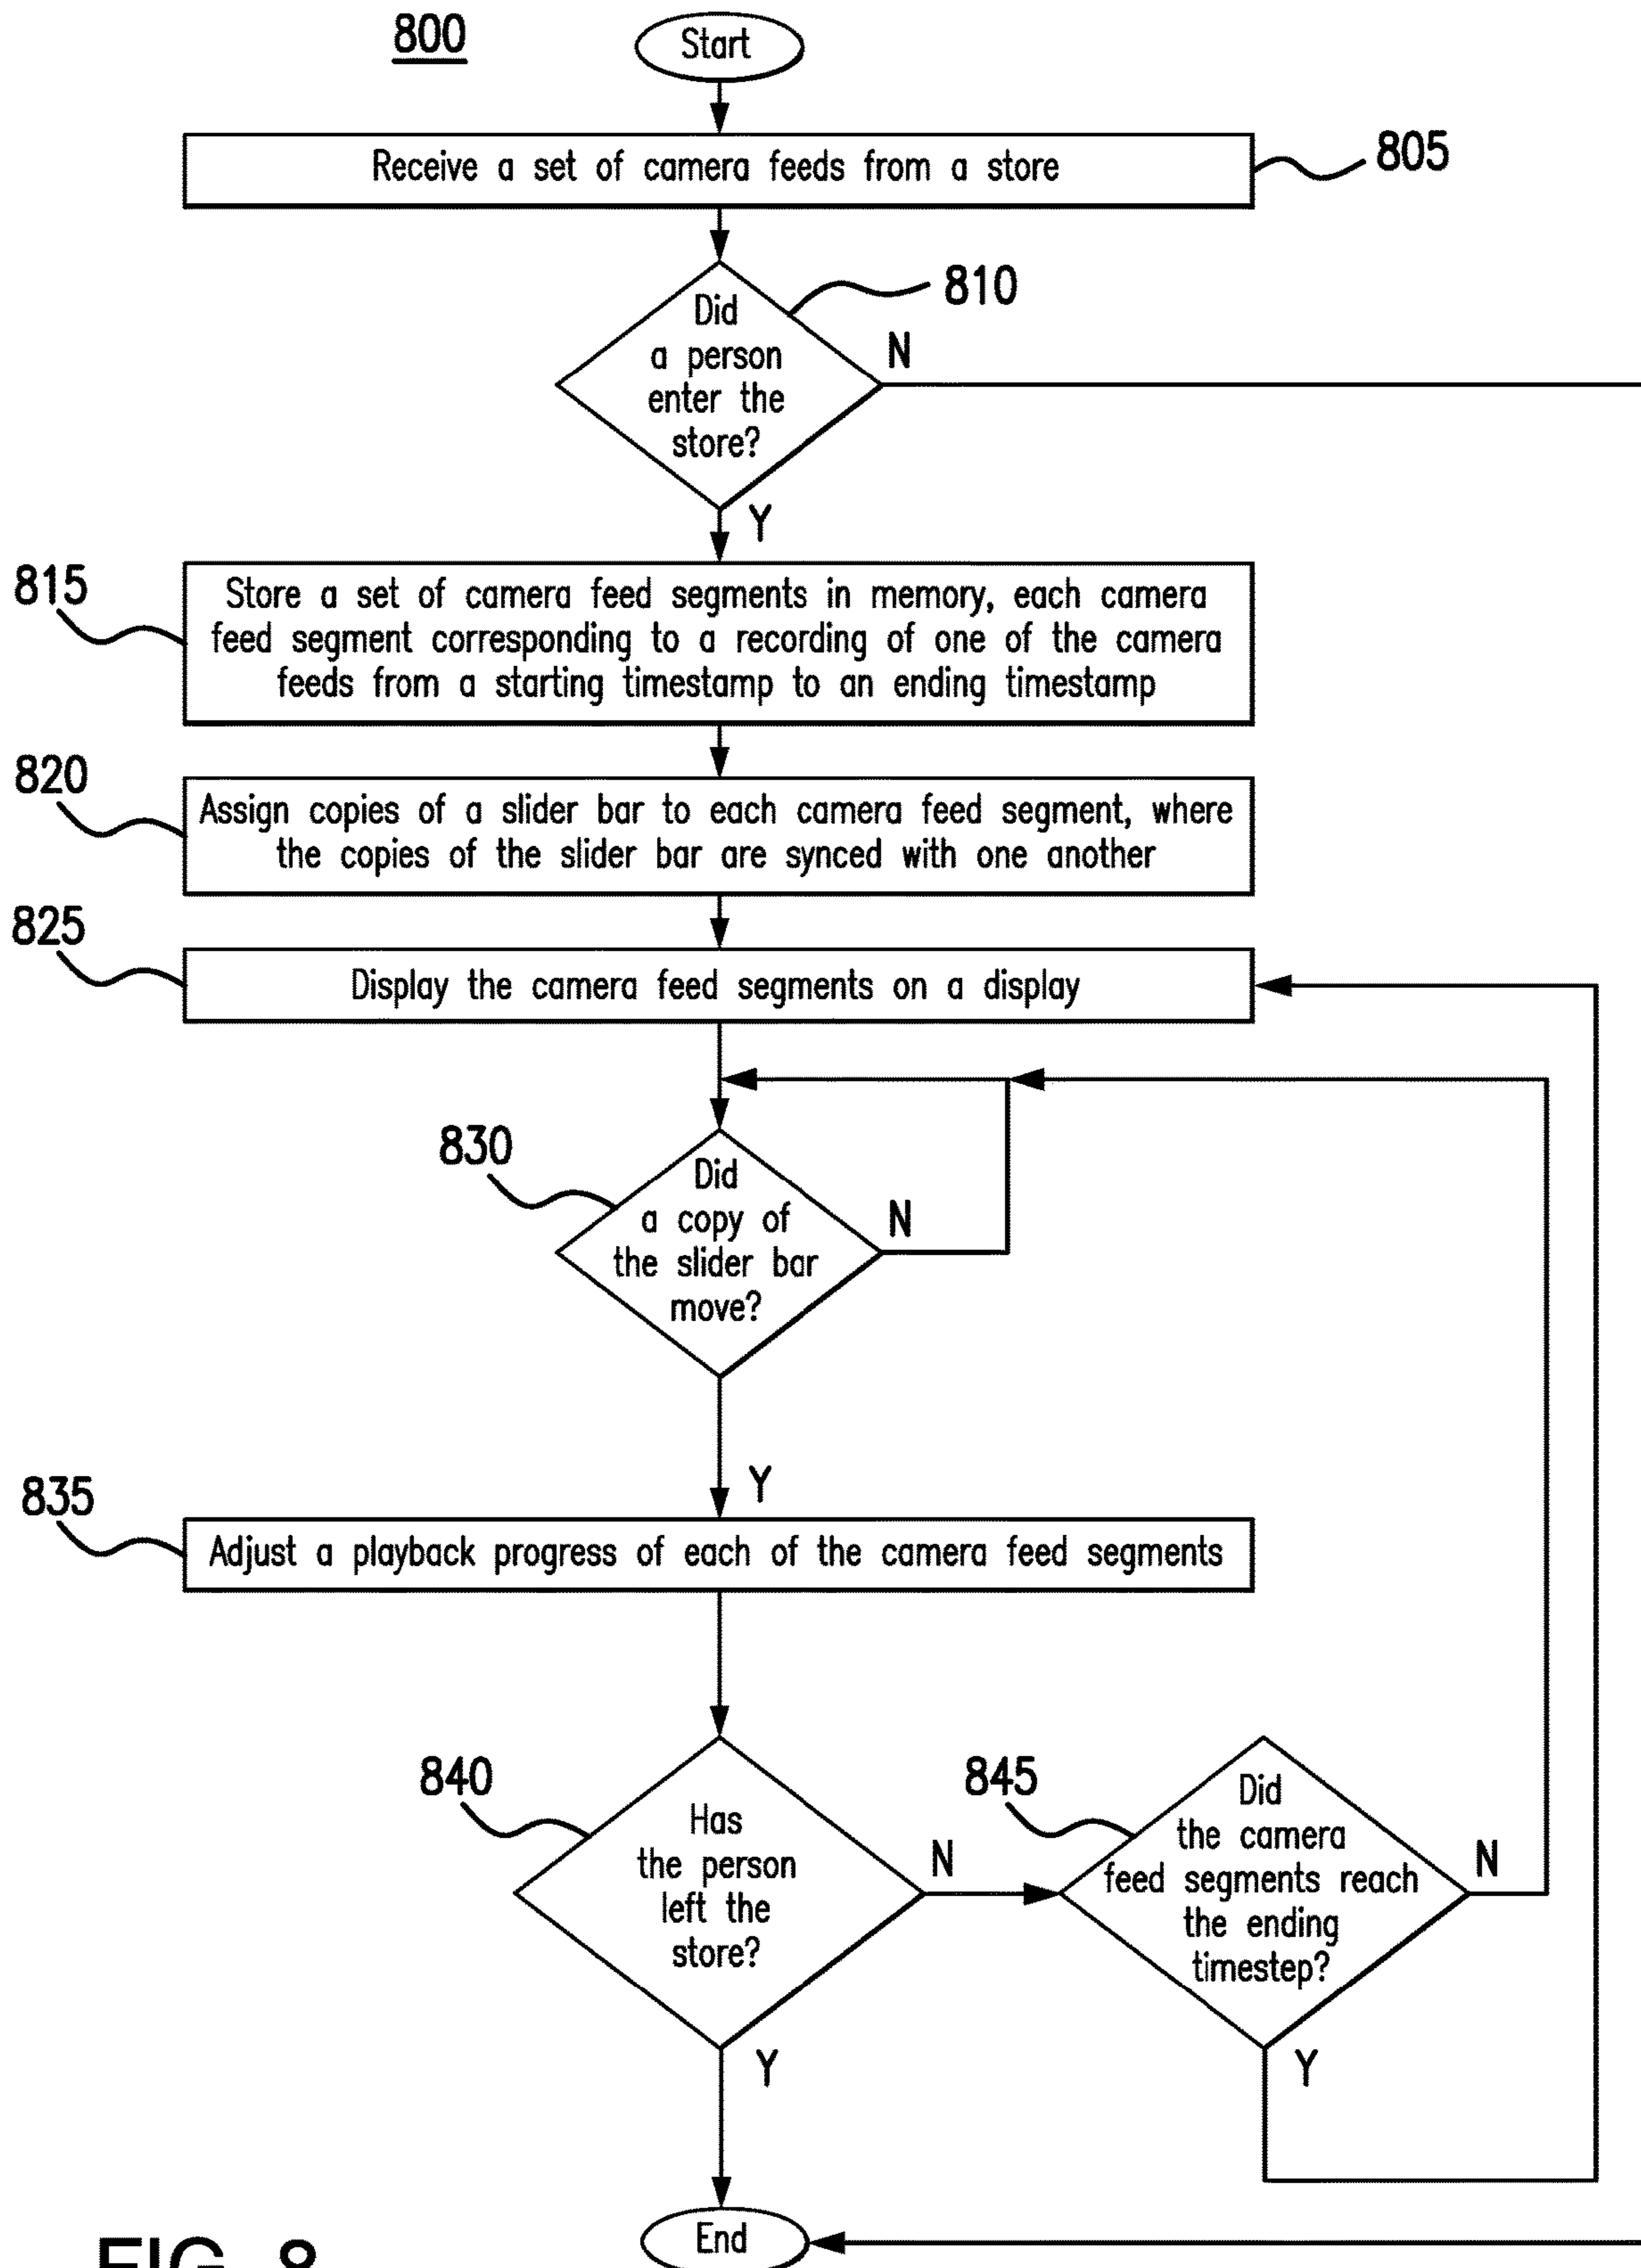 800
Start
Receive a set of camera feeds from a store
805
810
Did
a person
enter the
store?
N
Y
815
Store a set of camera feed segments in memory, each camera
feed segment corresponding to a recording of one of the camera
feeds from a starting timestamp to an ending timestamp
820
Assign copies of a slider bar to each camera feed segment, where
the copies of the slider bar are synced with one another
825
Display the camera feed segments on a display
830
Did
a copy of
the slider bar
move?
N
Y
835
Adjust a playback progress of each of the camera feed segments
840
Has
the person
left the
store?
N
Y
845
Did
the camera
feed segments reach
the ending
timestep?
N
Y
End
FIG. 8